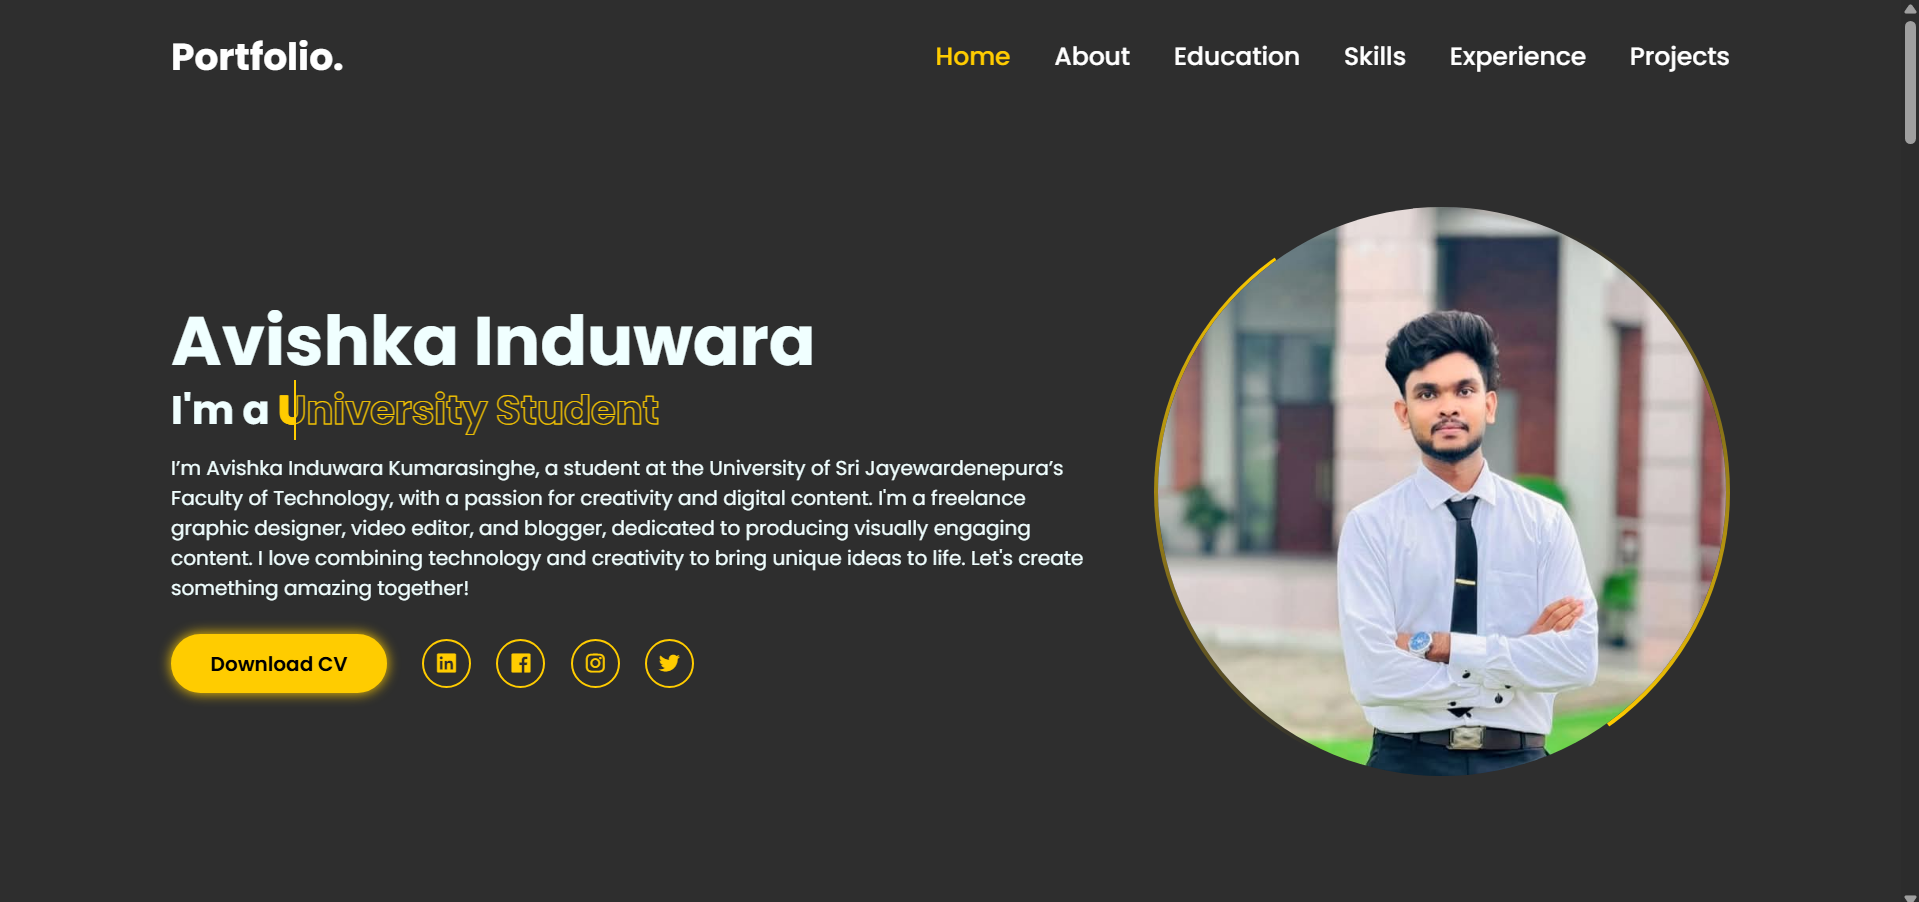 Portfolio.
Home About Education Skills Experience Projects
Avishka Induwara
I'm a University Student
I’m Avishka Induwara Kumarasinghe, a student at the University of Sri Jayewardenepura’s
Faculty of Technology, with a passion for creativity and digital content. I'm a freelance
graphic designer, video editor, and blogger, dedicated to producing visually engaging
content. I love combining technology and creativity to bring unique ideas to life. Let's create
something amazing together!
Download CV